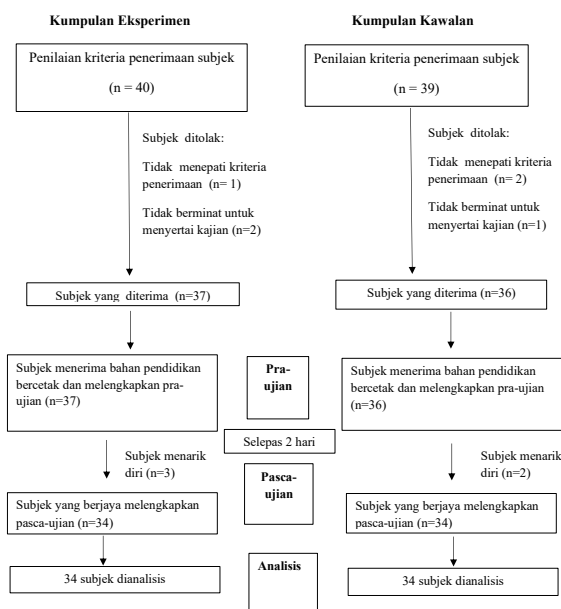 Kumpulan Eksperimen
Penilaian kriteria penerimaan subjek
(n = 40)
Subjek ditolak:
Tidak menepati kriteria
penerimaan (n= 1)
Tidak berminat untuk
menyertai kajian (n=2)
Subjek yang diterima (n=37)
Subjek menerima bahan pendidikan
bercetak dan melengkapkan pra-
ujian (n=37)
Subjek menarik
diri (n=3)
Subjek yang berjaya melengkapkan
pasca-ujian (n=34)
34 subjek dianalisis
Pra-
ujian
Selepas 2 hari
Pasca-
ujian
Analisis
Kumpulan Kawalan
Penilaian kriteria penerimaan subjek
(n = 39)
Subjek ditolak:
Tidak menepati kriteria
penerimaan (n= 2)
Tidak berminat untuk
menyertai kajian (n=1)
Subjek yang diterima (n=36)
Subjek menerima bahan pendidikan
bercetak dan melengkapkan pra-ujian
(n=36)
Subjek menarik
diri (n=2)
Subjek yang berjaya melengkapkan
pasca-ujian (n=34)
34 subjek dianalisis